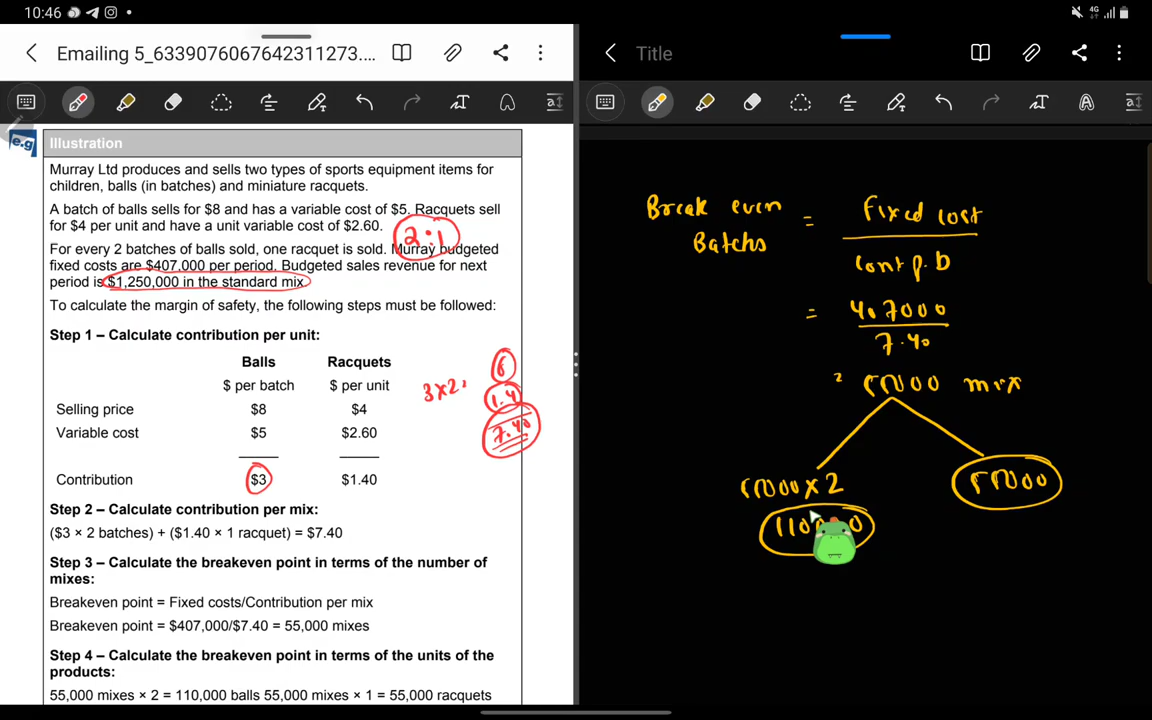 10:46
4G
Emailing 5_6339076067642311273....
Title
e.g
Illustration
Murray Ltd produces and sells two types of sports equipment items for
children, balls (in batches) and miniature racquets.
A batch of balls sells for $8 and has a variable cost of $5. Racquets sell
for $4 per unit and have a unit variable cost of $2.60.
2:1
For every 2 batches of balls sold, one racquet is sold. Murray budgeted
fixed costs are $407,000 per period. Budgeted sales revenue for next
period is $1,250,000 in the standard mix
To calculate the margin of safety, the following steps must be followed:
Step 1 – Calculate contribution per unit:
Balls Racquets
$ per batch $ per unit
Selling price $8 $4
Variable cost $5 $2.60
Contribution $3 $1.40
3×2=
6
1.4
7.40
Step 2 – Calculate contribution per mix:
($3 × 2 batches) + ($1.40 × 1 racquet) = $7.40
Step 3 – Calculate the breakeven point in terms of the number of
mixes:
Breakeven point = Fixed costs/Contribution per mix
Breakeven point = $407,000/$7.40 = 55,000 mixes
Step 4 – Calculate the breakeven point in terms of the units of the
products:
55,000 mixes × 2 = 110,000 balls 55,000 mixes × 1 = 55,000 racquets
Break even
Batchs
= Fixed cost
cont p.b
= 407000
7.40
= 55000 mix
55000×2
55000